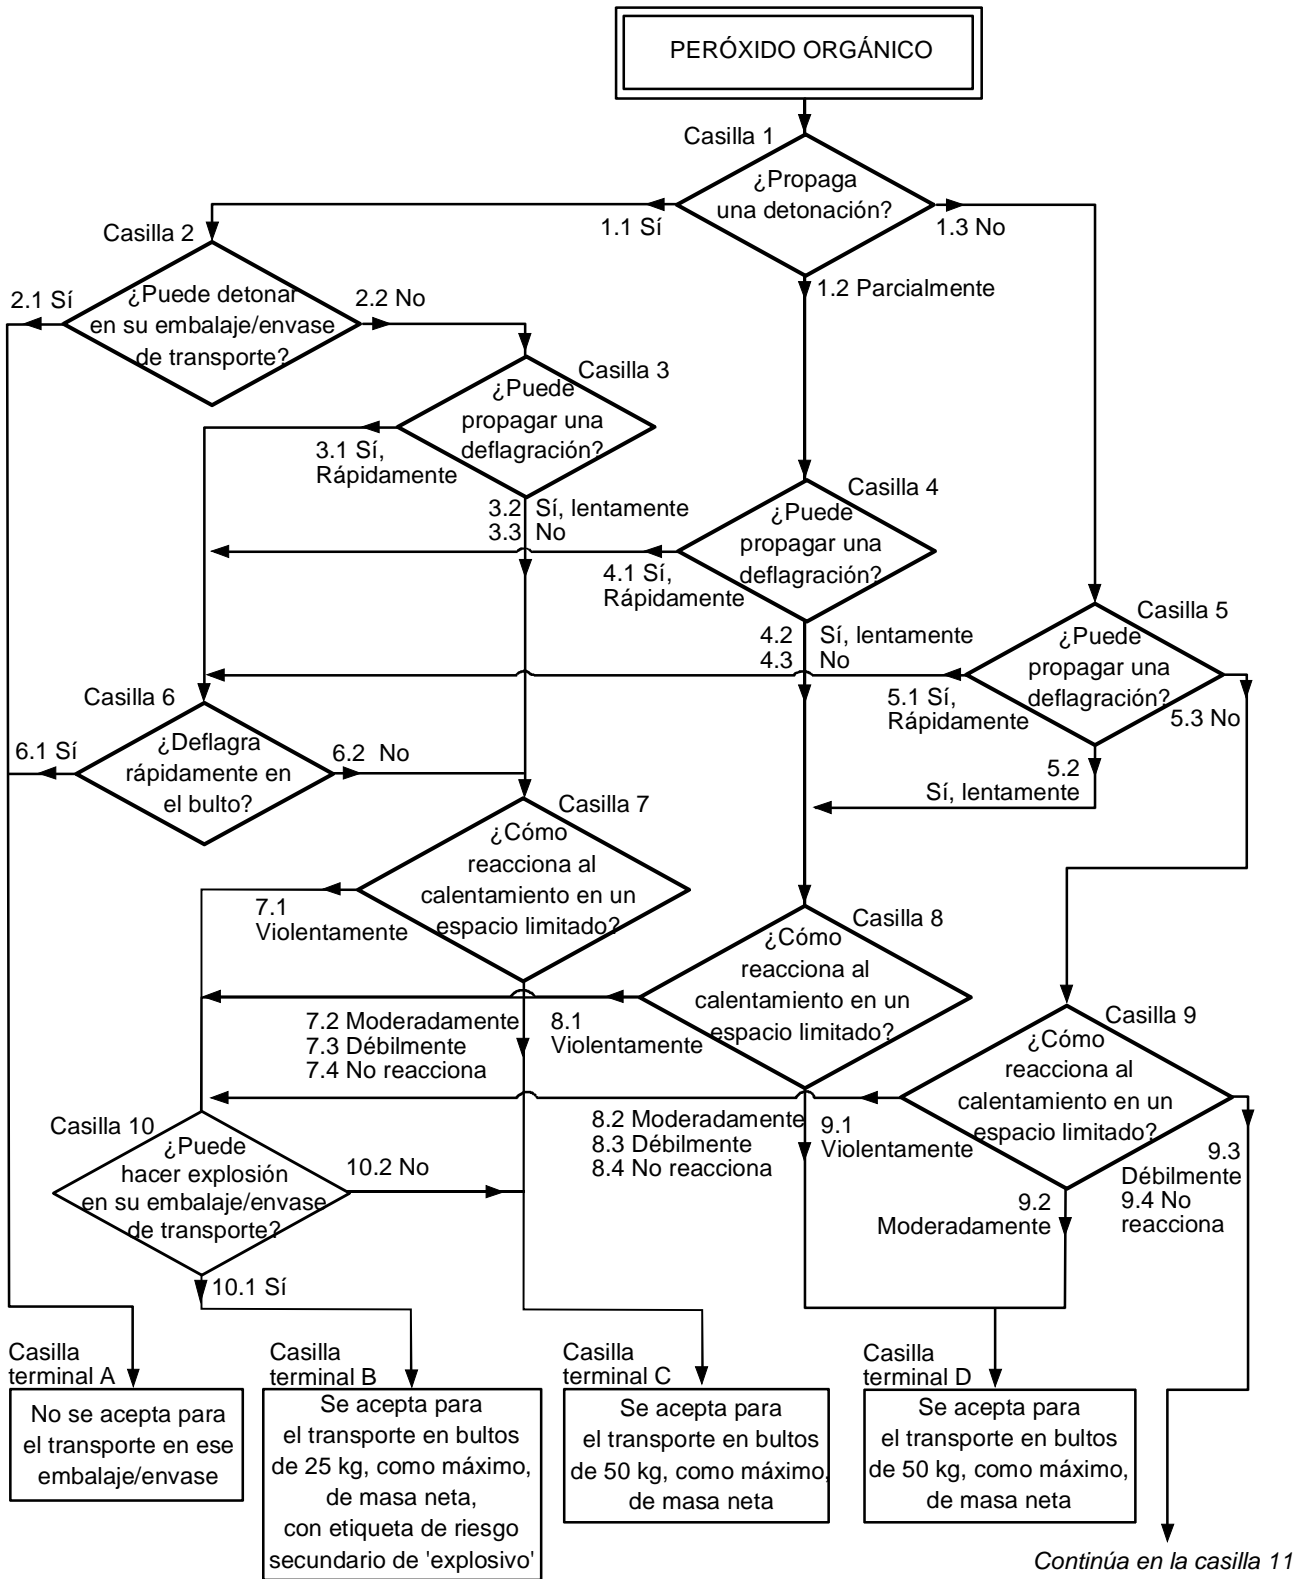 PERÓXIDO ORGÁNICO
Casilla 1
¿Propaga
una detonación?
1.1 Sí
1.3 No
1.2 Parcialmente
Casilla 2
¿Puede detonar
en su embalaje/envase
de transporte?
2.1 Sí
2.2 No
Casilla 3
¿Puede
propagar una
deflagración?
3.1 Sí,
Rápidamente
3.2 Sí, lentamente
3.3 No
Casilla 4
¿Puede
propagar una
deflagración?
4.1 Sí,
Rápidamente
4.2 Sí, lentamente
4.3 No
Casilla 5
¿Puede
propagar una
deflagración?
5.1 Sí,
Rápidamente
5.3 No
5.2
Sí, lentamente
Casilla 6
¿Deflagra
rápidamente en
el bulto?
6.1 Sí
6.2 No
Casilla 7
¿Cómo
reacciona al
calentamiento en un
espacio limitado?
7.1
Violentamente
7.2 Moderadamente
7.3 Débilmente
7.4 No reacciona
Casilla 8
¿Cómo
reacciona al
calentamiento en un
espacio limitado?
8.1
Violentamente
8.2 Moderadamente
8.3 Débilmente
8.4 No reacciona
Casilla 9
¿Cómo
reacciona al
calentamiento en un
espacio limitado?
9.1
Violentamente
9.2
Moderadamente
9.3
Débilmente
9.4 No
reacciona
Casilla 10
¿Puede
hacer explosión
en su embalaje/envase
de transporte?
10.2 No
10.1 Sí
Casilla
terminal A
No se acepta para
el transporte en ese
embalaje/envase
Casilla
terminal B
Se acepta para
el transporte en bultos
de 25 kg, como máximo,
de masa neta,
con etiqueta de riesgo
secundario de 'explosivo'
Casilla
terminal C
Se acepta para
el transporte en bultos
de 50 kg, como máximo,
de masa neta
Casilla
terminal D
Se acepta para
el transporte en bultos
de 50 kg, como máximo,
de masa neta
Continúa en la casilla 11